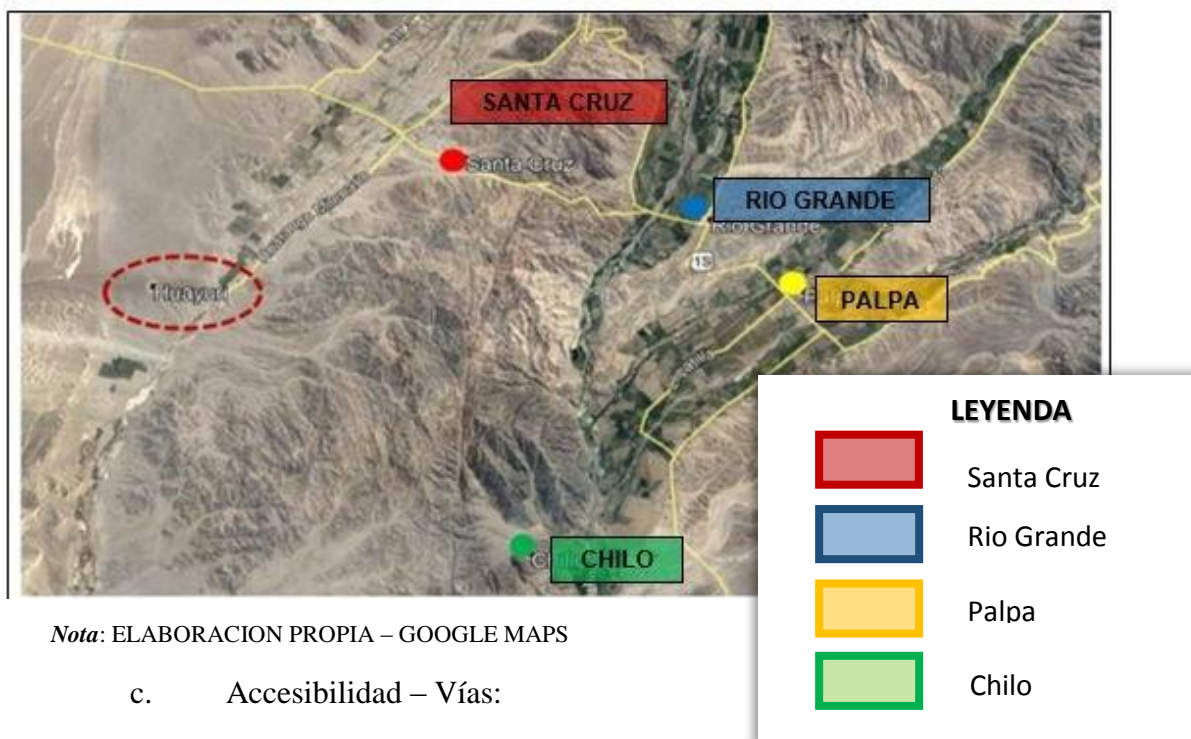 SANTA CRUZ
Santa Cruz
RIO GRANDE
Rio Grande
1S
Huayuri
PALPA
CHILO
LEYENDA
Santa Cruz
Rio Grande
Palpa
Chilo
Nota: ELABORACION PROPIA – GOOGLE MAPS
c. Accesibilidad – Vías: